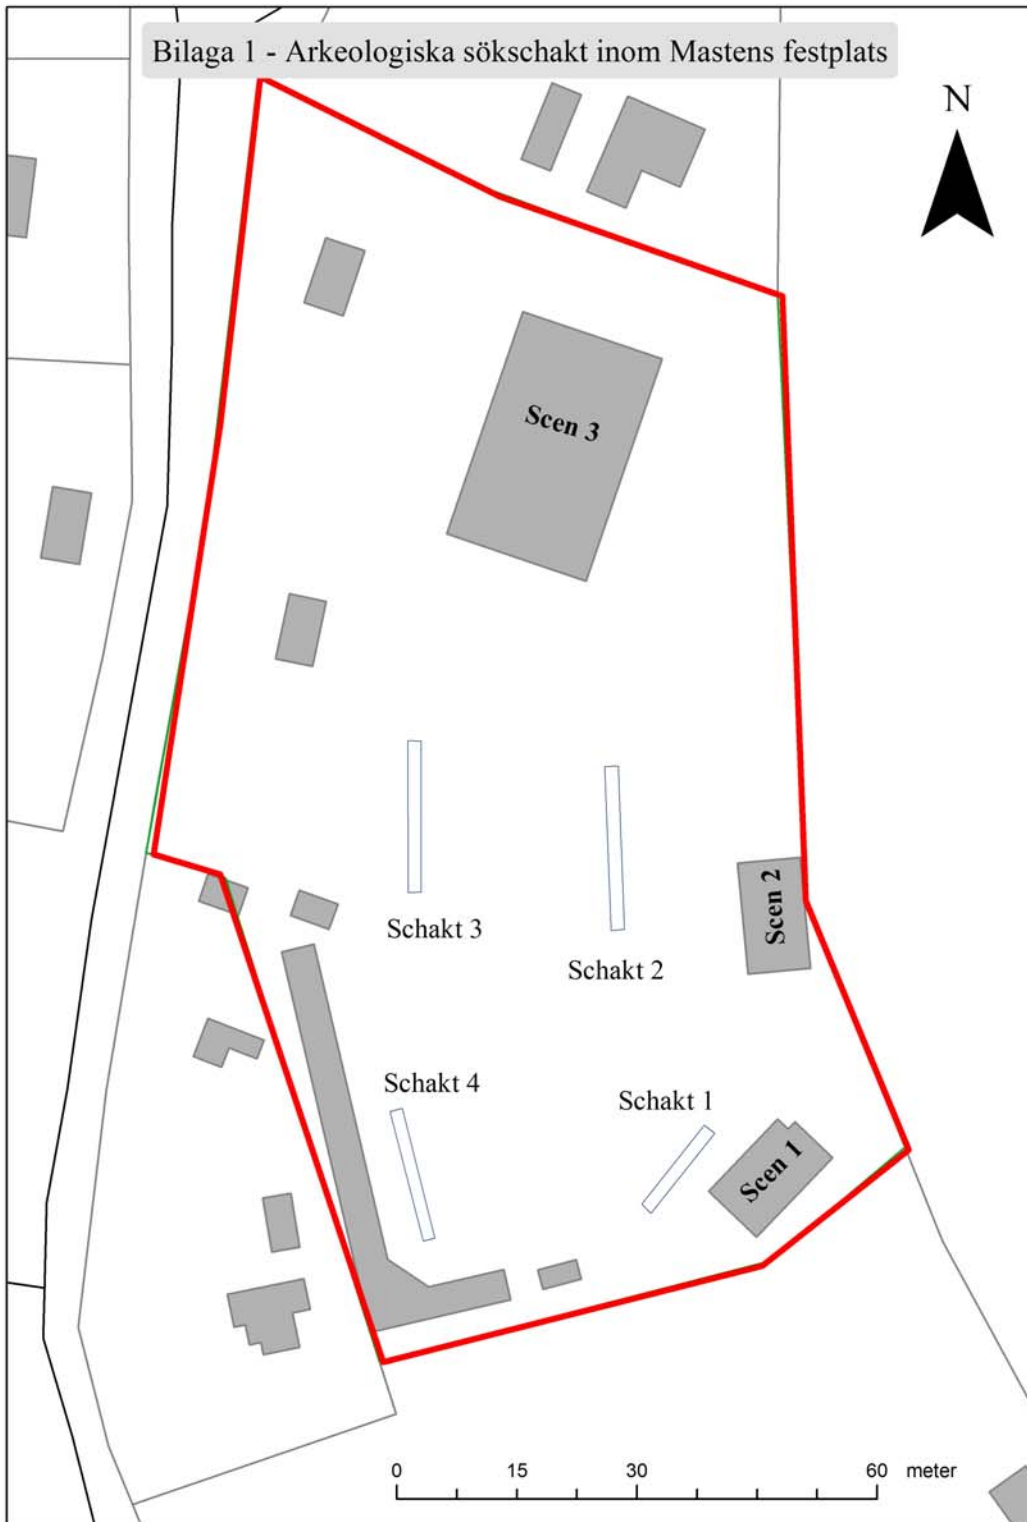 Bilaga 1 - Arkeologiska sökschakt inom Mastens festplats
N
Scen 3
Scen 2
Schakt 3
Schakt 2
Schakt 4
Schakt 1
Scen 1
0 15 30 60 meter